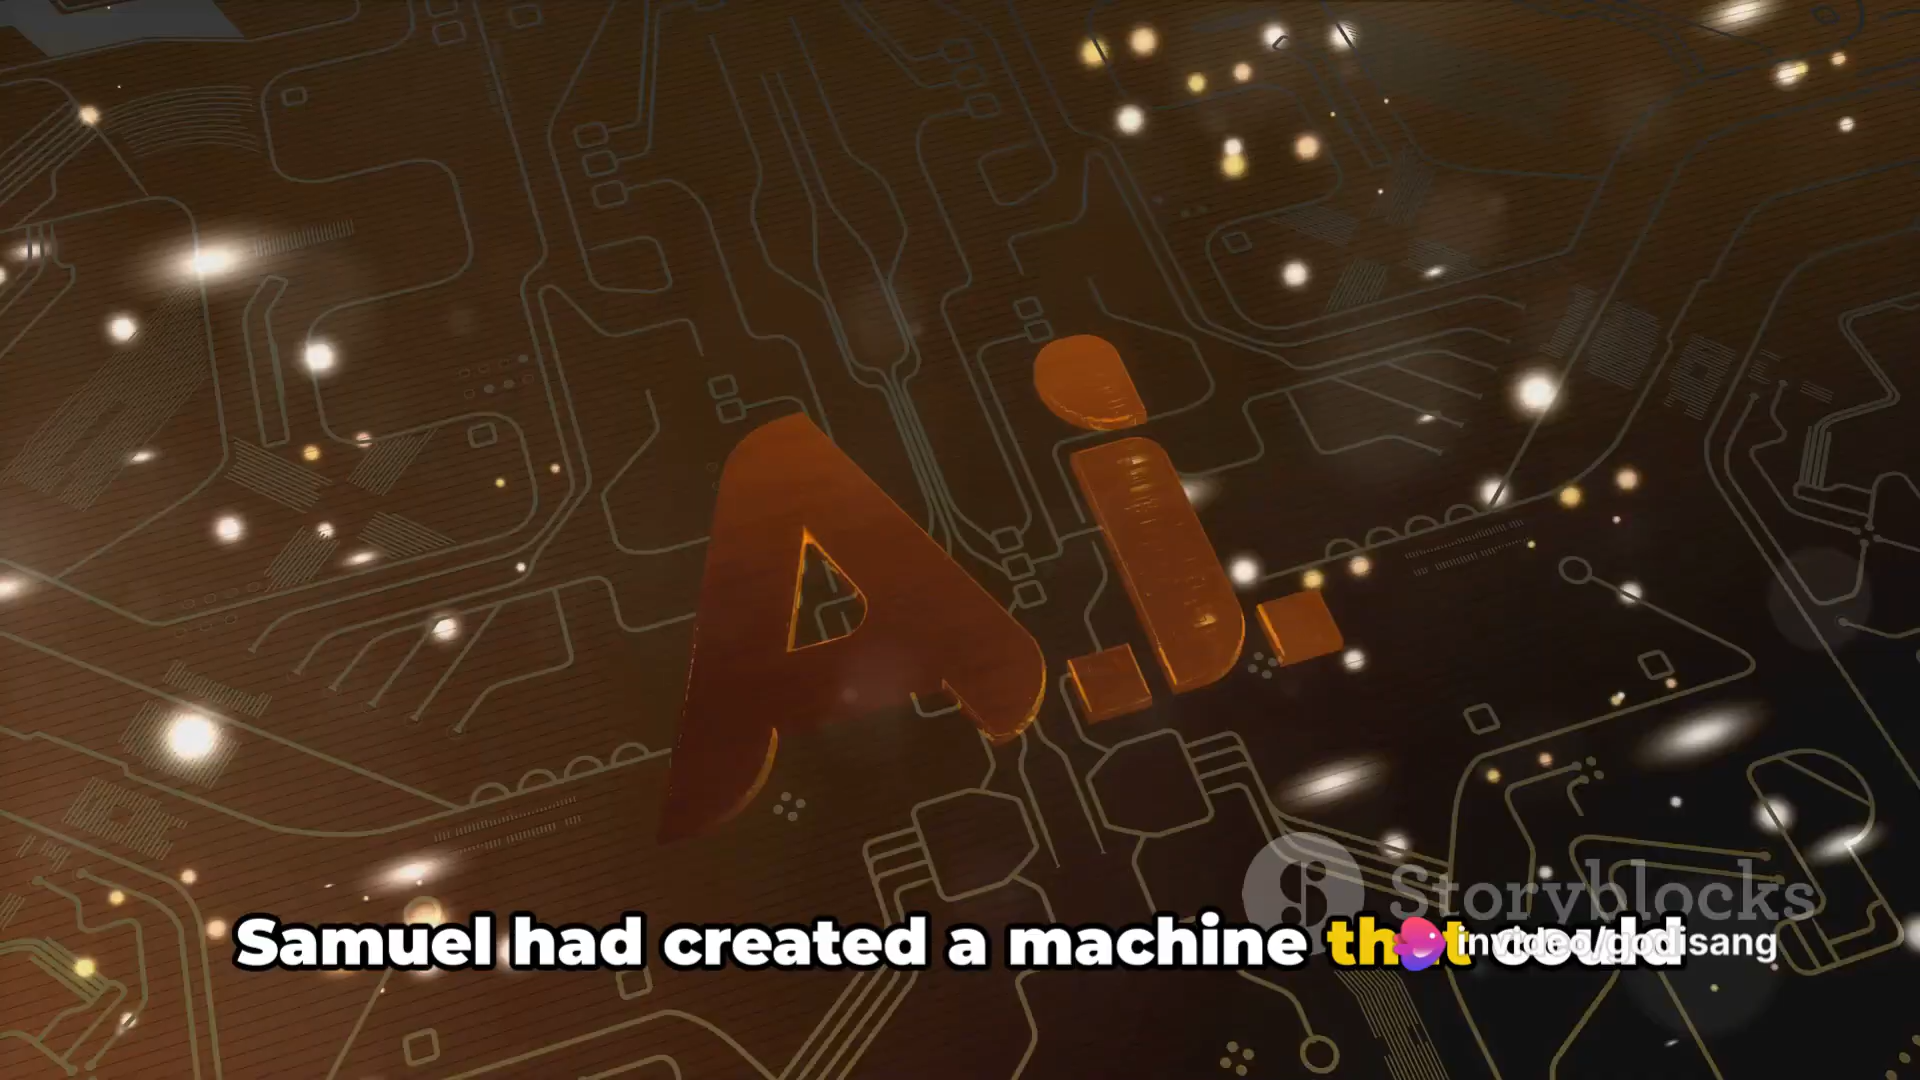 A.i.
Storyblocks
Samuel had created a machine that could
invideo/godisang